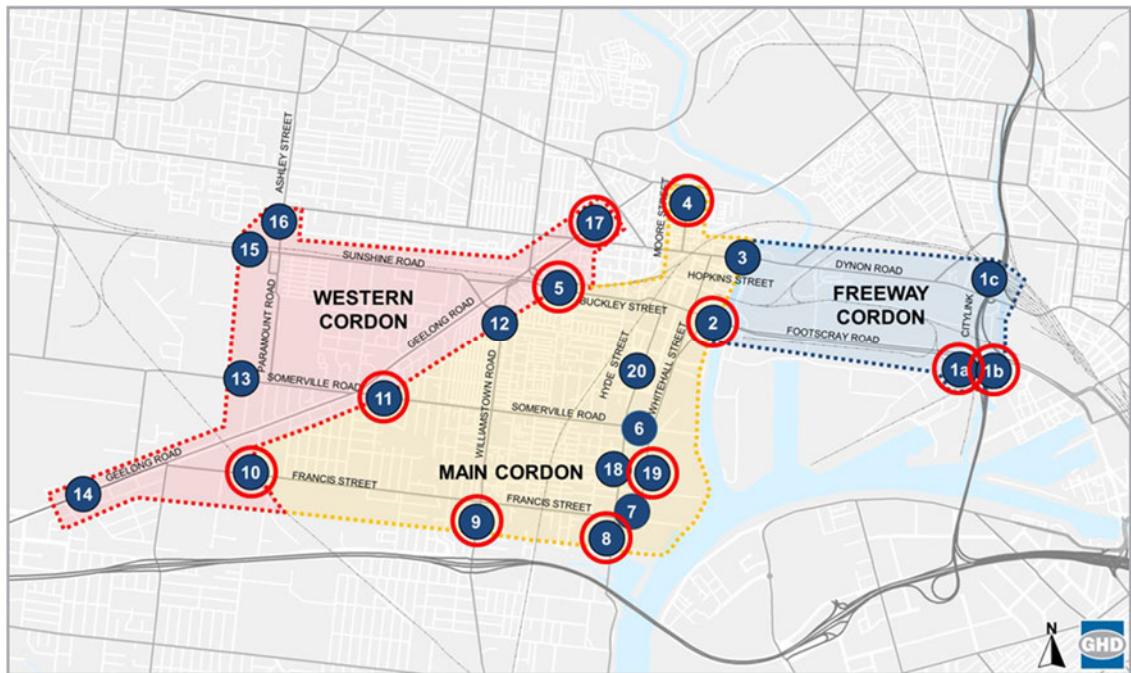 ASHLEY STREET
16
17
MOORE STREET
4
15
SUNSHINE ROAD
3
HOPKINS STREET
DYNON ROAD
1c
WESTERN
CORDON
5
BUCKLEY STREET
FREEWAY
CORDON
CITYLINK
PARAMOUNT ROAD
GEELONG ROAD
12
2
FOOTSCRAY ROAD
HYDE STREET
WHITEHALL STREET
20
1a
1b
13
SOMERVILLE ROAD
11
WILLIAMSTOWN ROAD
SOMERVILLE ROAD
6
GEELONG ROAD
10
FRANCIS STREET
MAIN CORDON
18
19
14
9
FRANCIS STREET
7
8
N
GHD